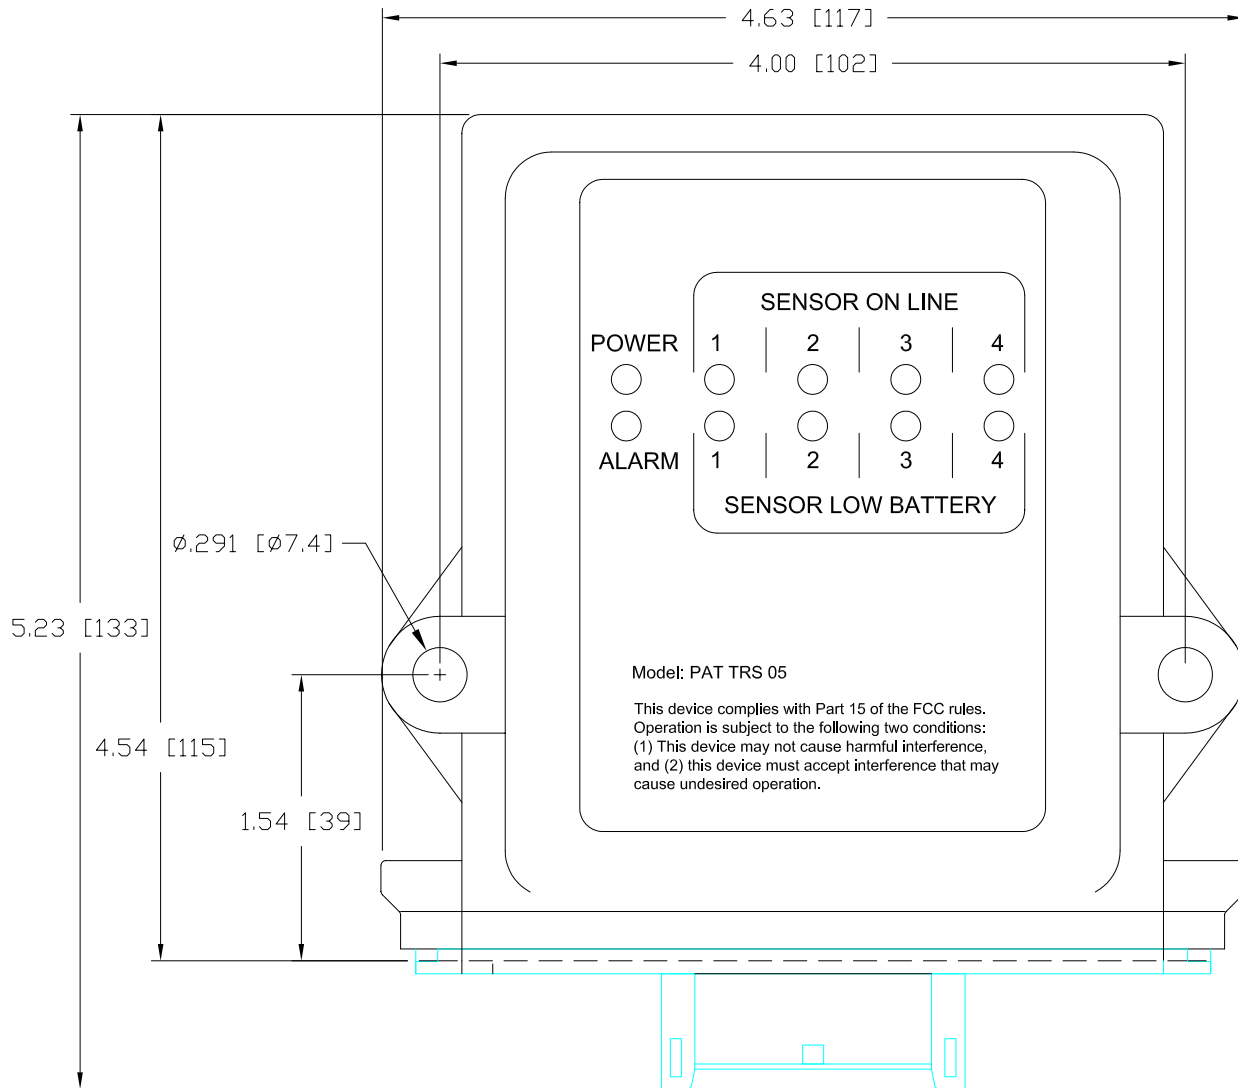 4.63 [117]
4.00 [102]
SENSOR ON LINE
POWER 1 2 3 4
ALARM 1 2 3 4
SENSOR LOW BATTERY
Ø.291 [Ø7.4]
5.23 [133]
4.54 [115]
1.54 [39]
Model: PAT TRS 05
This device complies with Part 15 of the FCC rules.
Operation is subject to the following two conditions:
(1) This device may not cause harmful interference,
and (2) this device must accept interference that may
cause undesired operation.